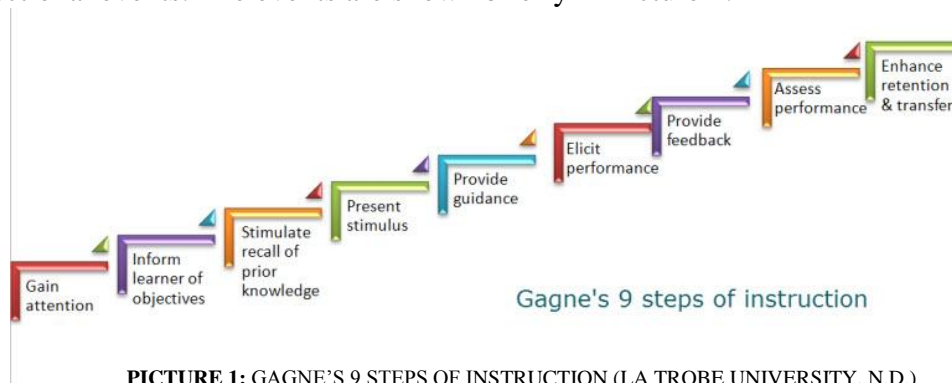 Gain
attention
Inform
learner of
objectives
Stimulate
recall of
prior
knowledge
Present
stimulus
Provide
guidance
Elicit
performance
Provide
feedback
Assess
performance
Enhance
retention
& transfer
Gagne's 9 steps of instruction
PICTURE 1: GAGNE'S 9 STEPS OF INSTRUCTION (LA TROBE UNIVERSITY, N.D.)